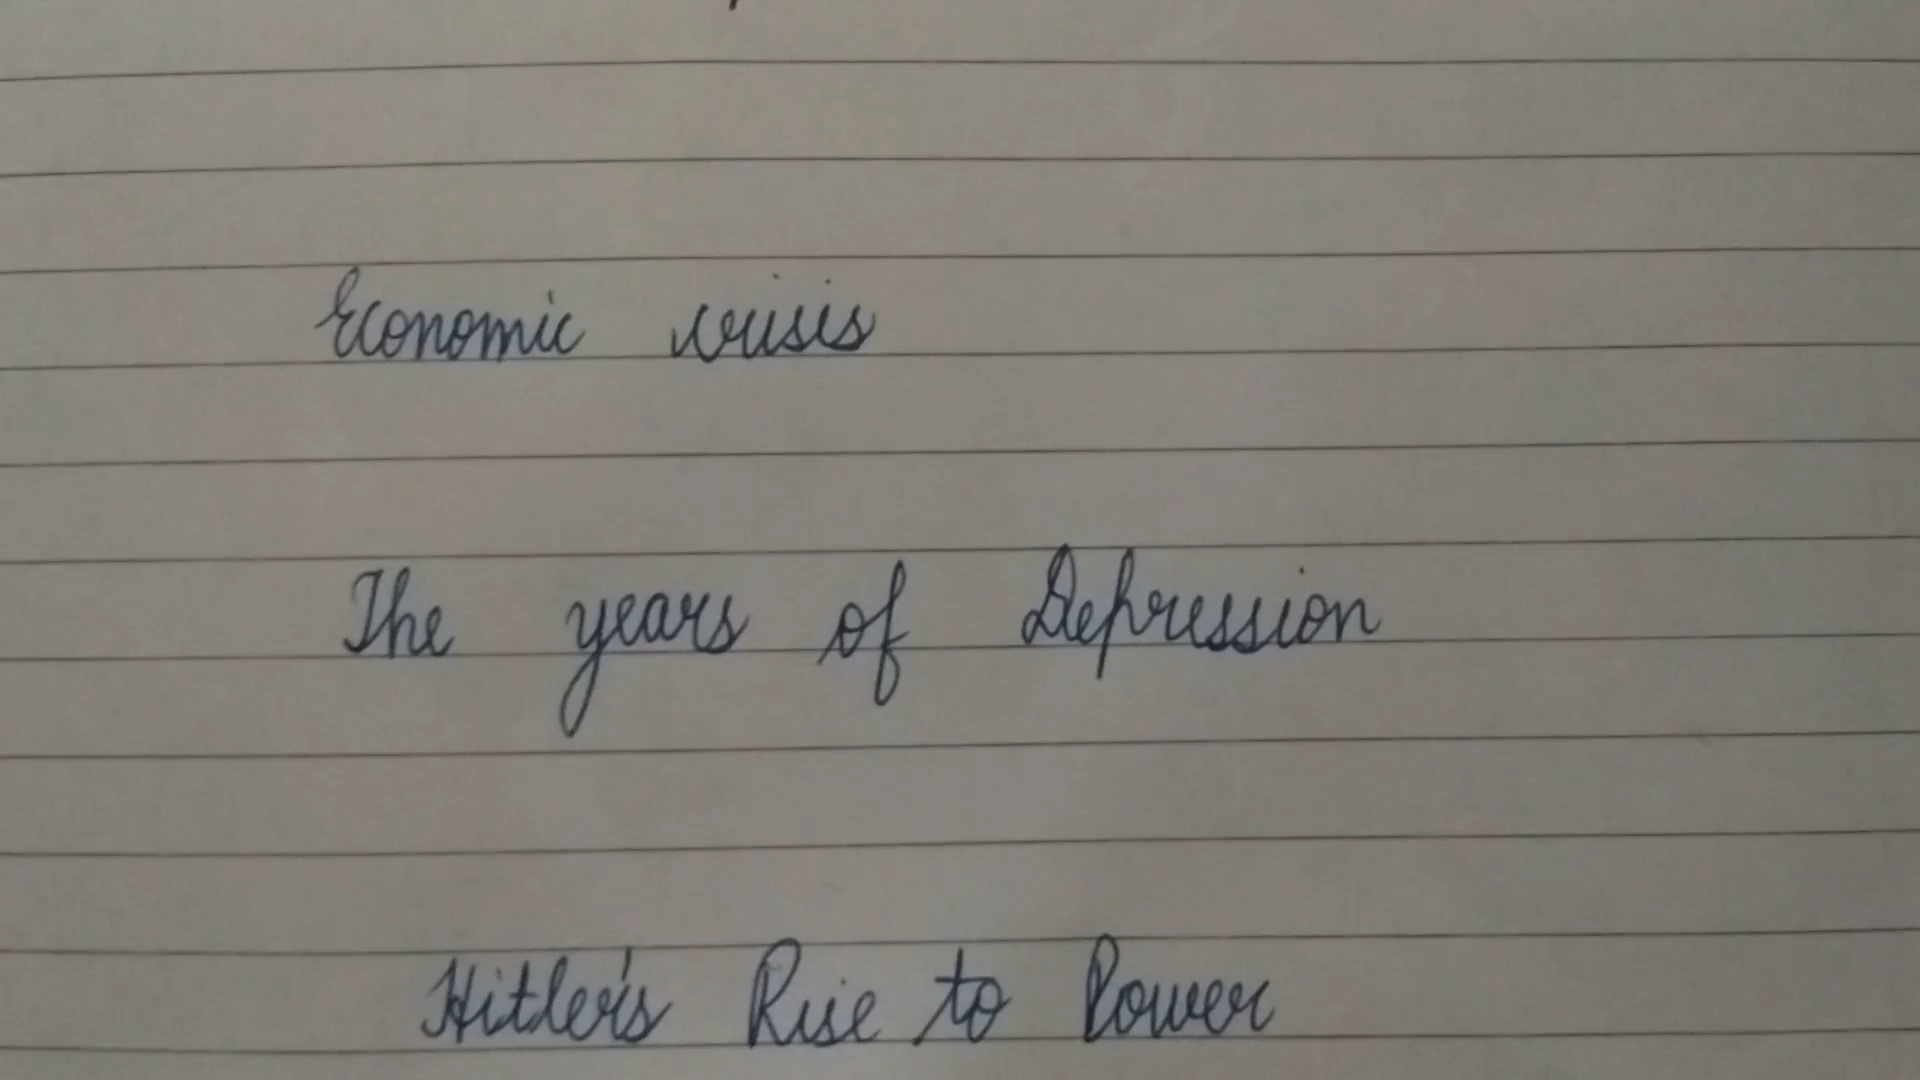 Economic crisis
The years of Depression
Hitler's Rise to Power